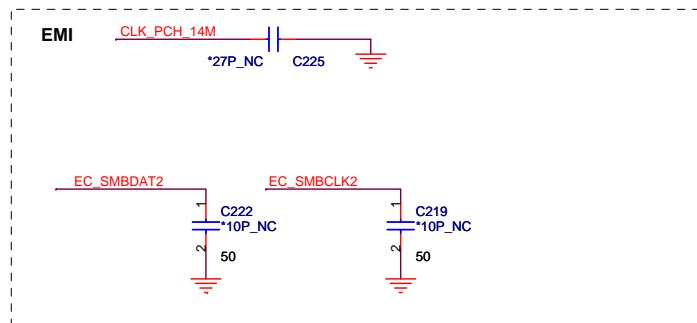 EMI
CLK_PCH_14M
*27P_NC
C225
EC_SMBDAT2
EC_SMBCLK2
1
C222
*10P_NC
2
50
1
C219
*10P_NC
2
50